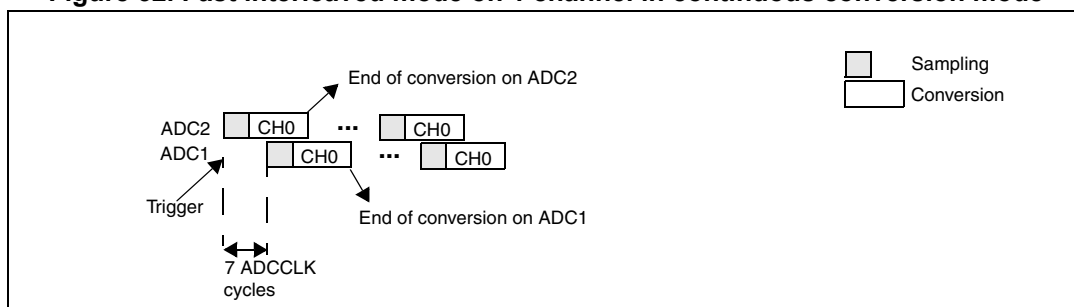 Figure Fast interleaved mode on 1 channel in continuous conversion mode
End of conversion on ADC2
Sampling
Conversion
ADC2
CH0
...
CH0
ADC1
CH0
...
CH0
Trigger
End of conversion on ADC1
7 ADCCLK
cycles